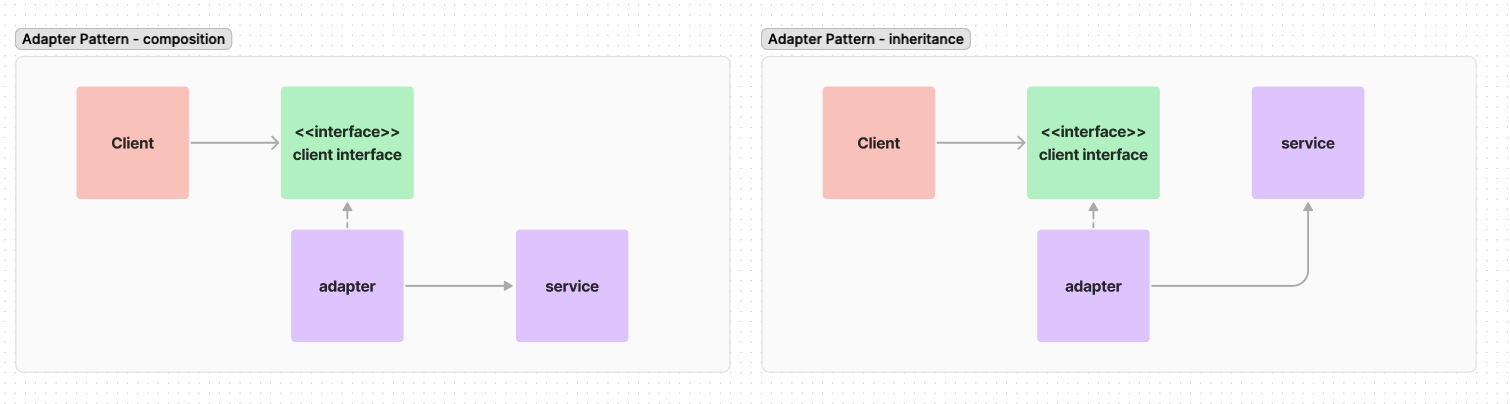 Adapter Pattern - composition
Client
<<interface>>
client interface
adapter
service
Adapter Pattern - inheritance
Client
<<interface>>
client interface
service
adapter